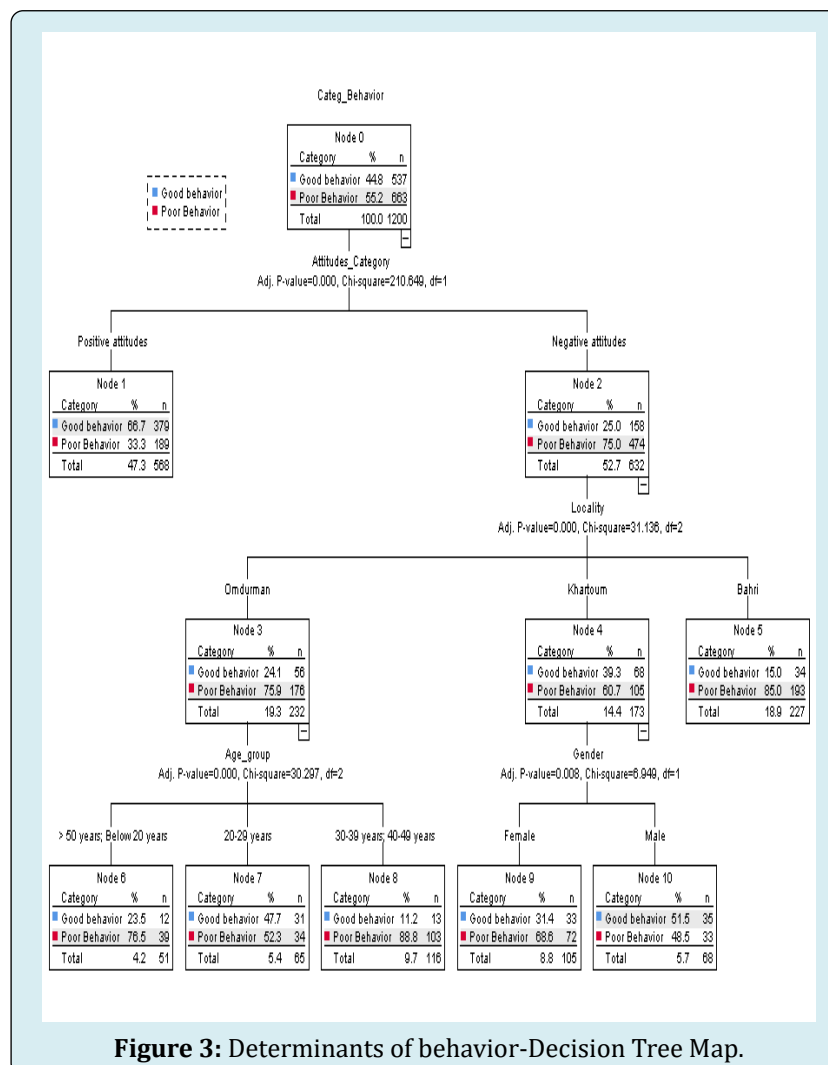 Categ_Behavior
Node 0
Category % n
Good behavior 44.8 537
Poor Behavior 55.2 663
Total 100.0 1200
Good behavior
Poor Behavior
Attitudes_Category
Adj. P-value=0.000, Chi-square=210.649, df=1
Positive attitudes
Negative attitudes
Node 1
Category % n
Good behavior 66.7 379
Poor Behavior 33.3 189
Total 47.3 568
Node 2
Category % n
Good behavior 25.0 158
Poor Behavior 75.0 474
Total 52.7 632
Locality
Adj. P-value=0.000, Chi-square=31.136, df=2
Omdurman
Khartoum
Bahri
Node 3
Category % n
Good behavior 24.1 56
Poor Behavior 75.9 176
Total 19.3 232
Node 4
Category % n
Good behavior 39.3 68
Poor Behavior 60.7 105
Total 14.4 173
Node 5
Category % n
Good behavior 15.0 34
Poor Behavior 85.0 193
Total 18.9 227
Age_group
Adj. P-value=0.000, Chi-square=30.297, df=2
Gender
Adj. P-value=0.008, Chi-square=6.949, df=1
> 50 years; Below 20 years
20-29 years
30-39 years; 40-49 years
Female
Male
Node 6
Category % n
Good behavior 23.5 12
Poor Behavior 76.5 39
Total 4.2 51
Node 7
Category % n
Good behavior 47.7 31
Poor Behavior 52.3 34
Total 5.4 65
Node 8
Category % n
Good behavior 11.2 13
Poor Behavior 88.8 103
Total 9.7 116
Node 9
Category % n
Good behavior 31.4 33
Poor Behavior 68.6 72
Total 8.8 105
Node 10
Category % n
Good behavior 51.5 35
Poor Behavior 48.5 33
Total 5.7 68
Figure 3: Determinants of behavior-Decision Tree Map.